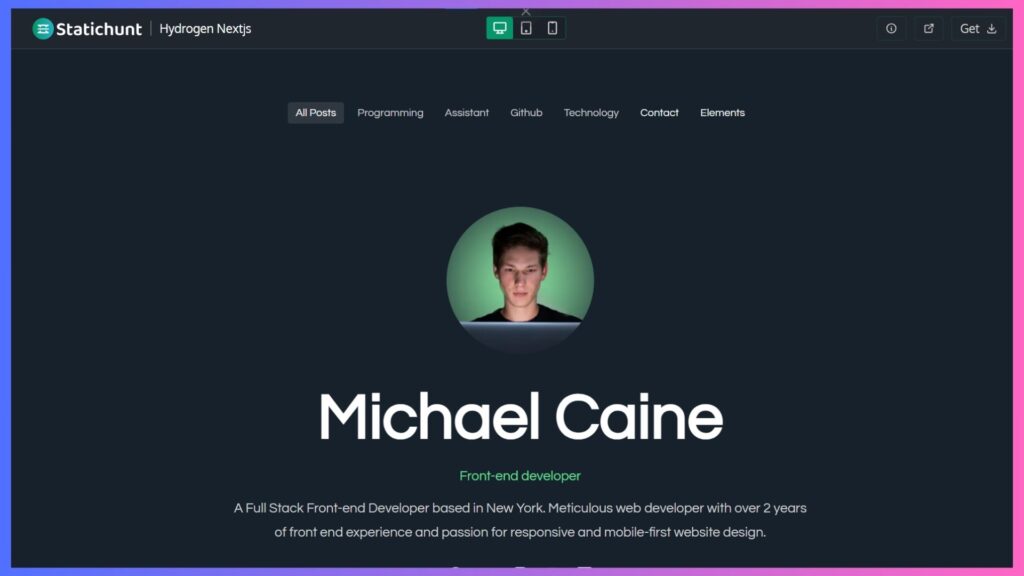 Statichunt | Hydrogen Nextjs
Get
All Posts Programming Assistant Github Technology Contact Elements
Michael Caine
Front-end developer
A Full Stack Front-end Developer based in New York. Meticulous web developer with over 2 years
of front end experience and passion for responsive and mobile-first website design.